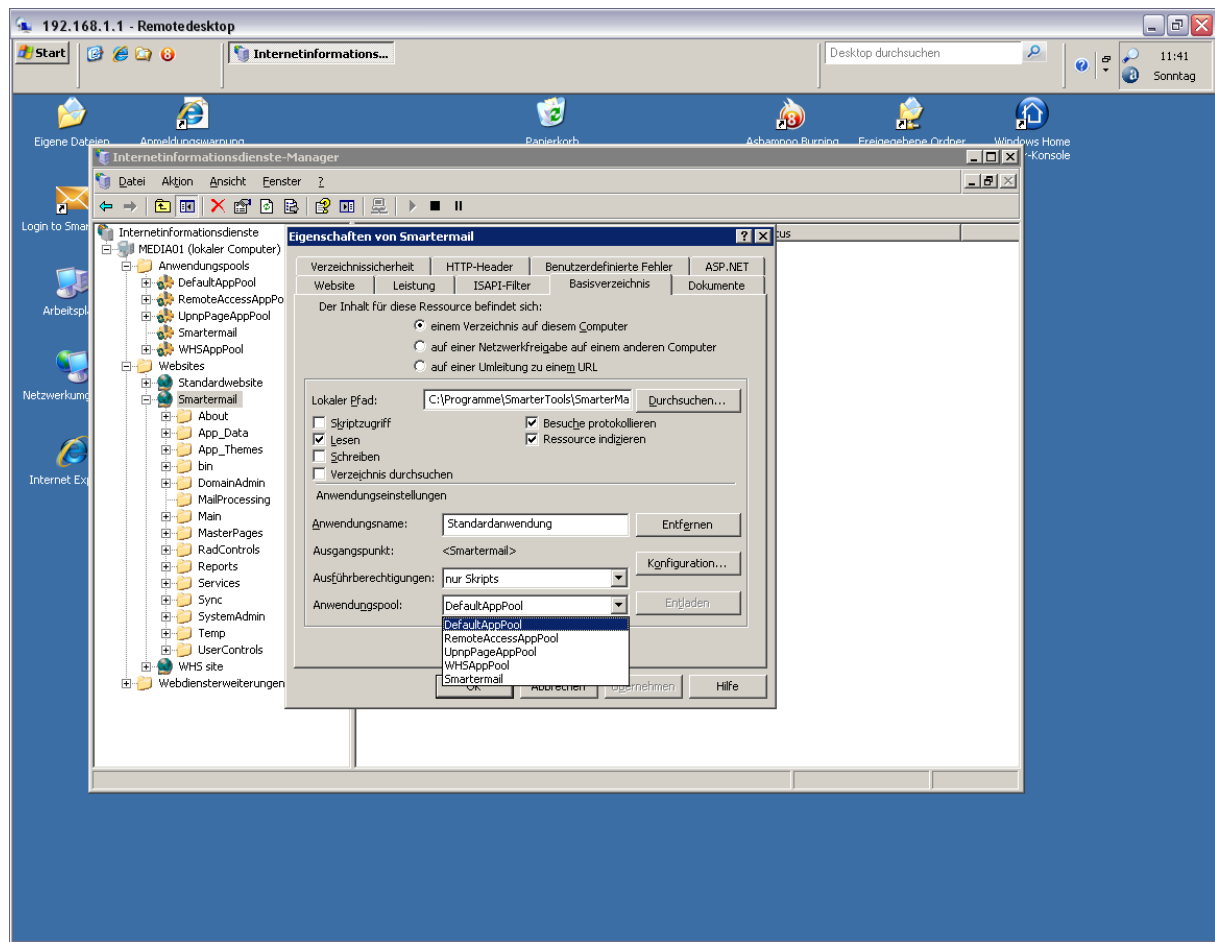 192.168.1.1 - Remotedesktop
Start
Internetinformations...
Desktop durchsuchen
11:41
Sonntag
Eigene Dateien
Anmeldungswarnung
Papierkorb
Ashampoo Burning
Freigegebene Ordner
Windows Home
-Konsole
Login to Smar
Arbeitspl
Netzwerkumg
Internet Exp
Internetinformationsdienste-Manager
Datei Aktion Ansicht Fenster ?
Internetinformationsdienste
MEDIA01 (lokaler Computer)
Anwendungspools
DefaultAppPool
RemoteAccessAppPo
UpnpPageAppPool
Smartermail
WHSAppPool
Websites
Standardwebsite
Smartermail
About
App_Data
App_Themes
bin
DomainAdmin
MailProcessing
Main
MasterPages
RadControls
Reports
Services
Sync
SystemAdmin
Temp
UserControls
WHS site
Webdiensterweiterungen
tus
Eigenschaften von Smartermail
Verzeichnissicherheit HTTP-Header Benutzerdefinierte Fehler ASP.NET
Website Leistung ISAPI-Filter Basisverzeichnis Dokumente
Der Inhalt für diese Ressource befindet sich:
einem Verzeichnis auf diesem Computer
auf einer Netzwerkfreigabe auf einem anderen Computer
auf einer Umleitung zu einem URL
Lokaler Pfad: C:\Programme\SmarterTools\SmarterMa Durchsuchen...
Skriptzugriff Besuche protokollieren
Lesen Ressource indizieren
Schreiben
Verzeichnis durchsuchen
Anwendungseinstellungen
Anwendungsname: Standardanwendung Entfernen
Ausgangspunkt: <Smartermail>
Konfiguration...
Ausführberechtigungen: nur Skripts
Anwendungspool: DefaultAppPool Entladen
DefaultAppPool
RemoteAccessAppPool
UpnpPageAppPool
WHSAppPool
Smartermail
OK Abbrechen Übernehmen Hilfe